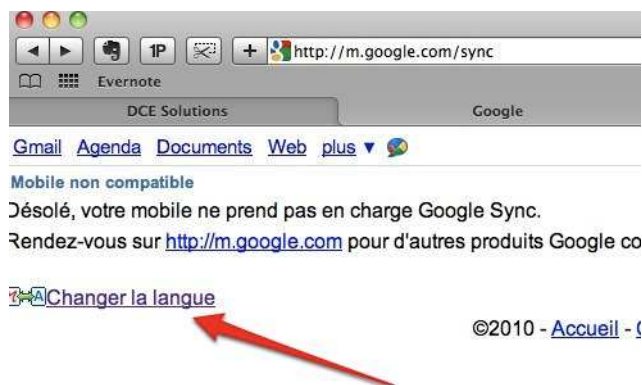 1P + http://m.google.com/sync
Evernote
DCE Solutions Google
Gmail Agenda Documents Web plus ▼
Mobile non compatible
Désolé, votre mobile ne prend pas en charge Google Sync.
Rendez-vous sur http://m.google.com pour d'autres produits Google co
Changer la langue
©2010 - Accueil -